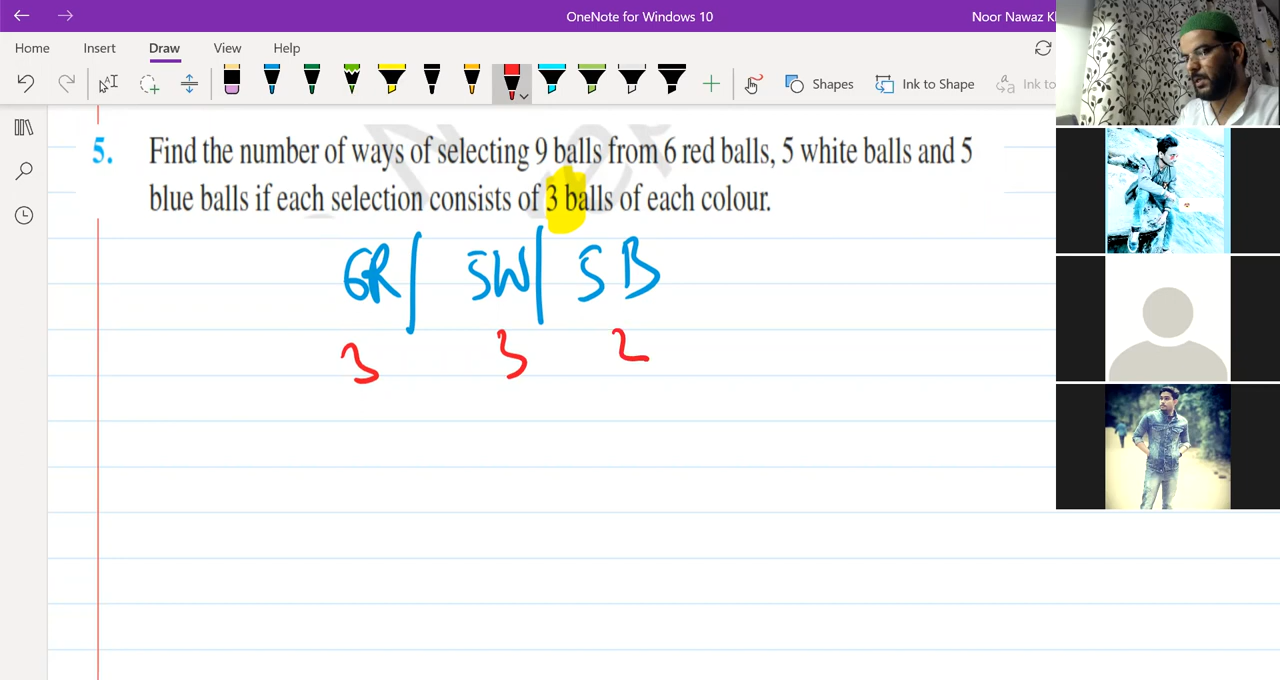 OneNote for Windows 10
Noor Nawaz Kh
Home Insert Draw View Help
Shapes Ink to Shape Ink to
5. Find the number of ways of selecting 9 balls from 6 red balls, 5 white balls and 5
blue balls if each selection consists of 3 balls of each colour.
6R | 5W | 5B
3 3 2